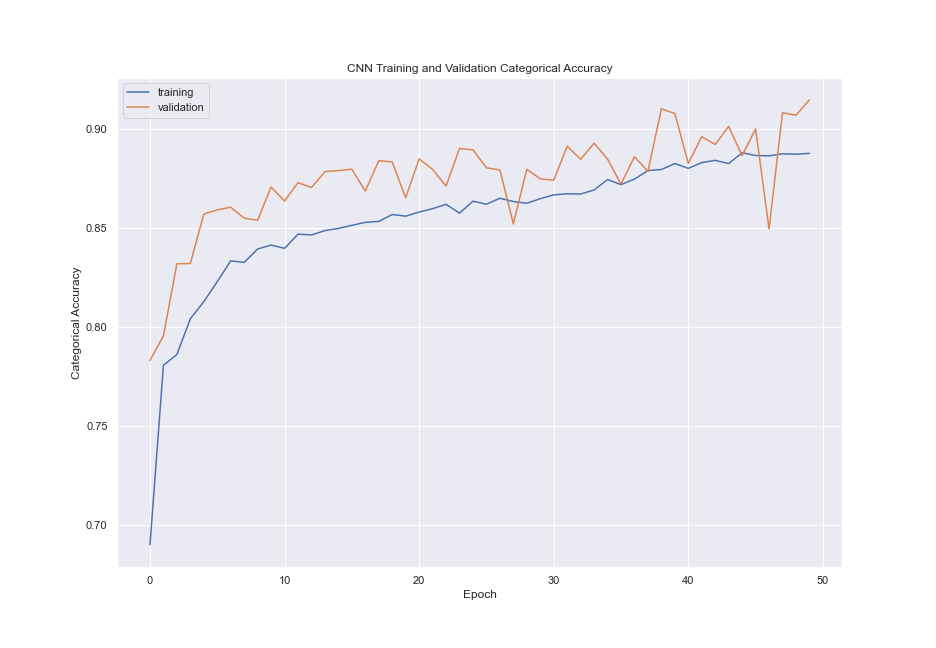 CNN Training and Validation Categorical Accuracy
training
validation
0.90
0.85
0.80
0.75
0.70
Categorical Accuracy
0 10 20 30 40 50
Epoch